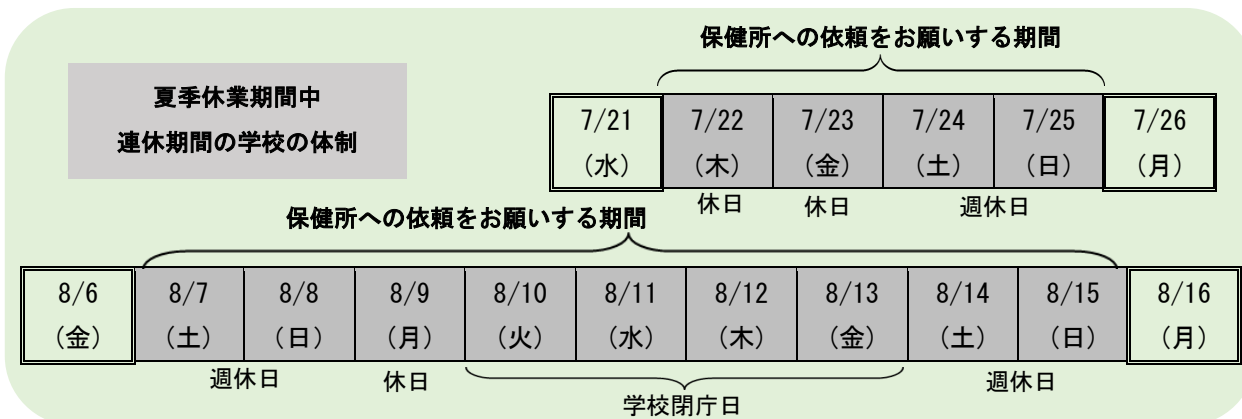 保健所への依頼をお願いする期間
夏季休業期間中
連休期間の学校の体制
7/21 7/22 7/23 7/24 7/25 7/26
（水） （木） （金） （土） （日） （月）
休日 休日 週休日
保健所への依頼をお願いする期間
8/6 8/7 8/8 8/9 8/10 8/11 8/12 8/13 8/14 8/15 8/16
（金） （土） （日） （月） （火） （水） （木） （金） （土） （日） （月）
週休日 休日 週休日
学校閉庁日